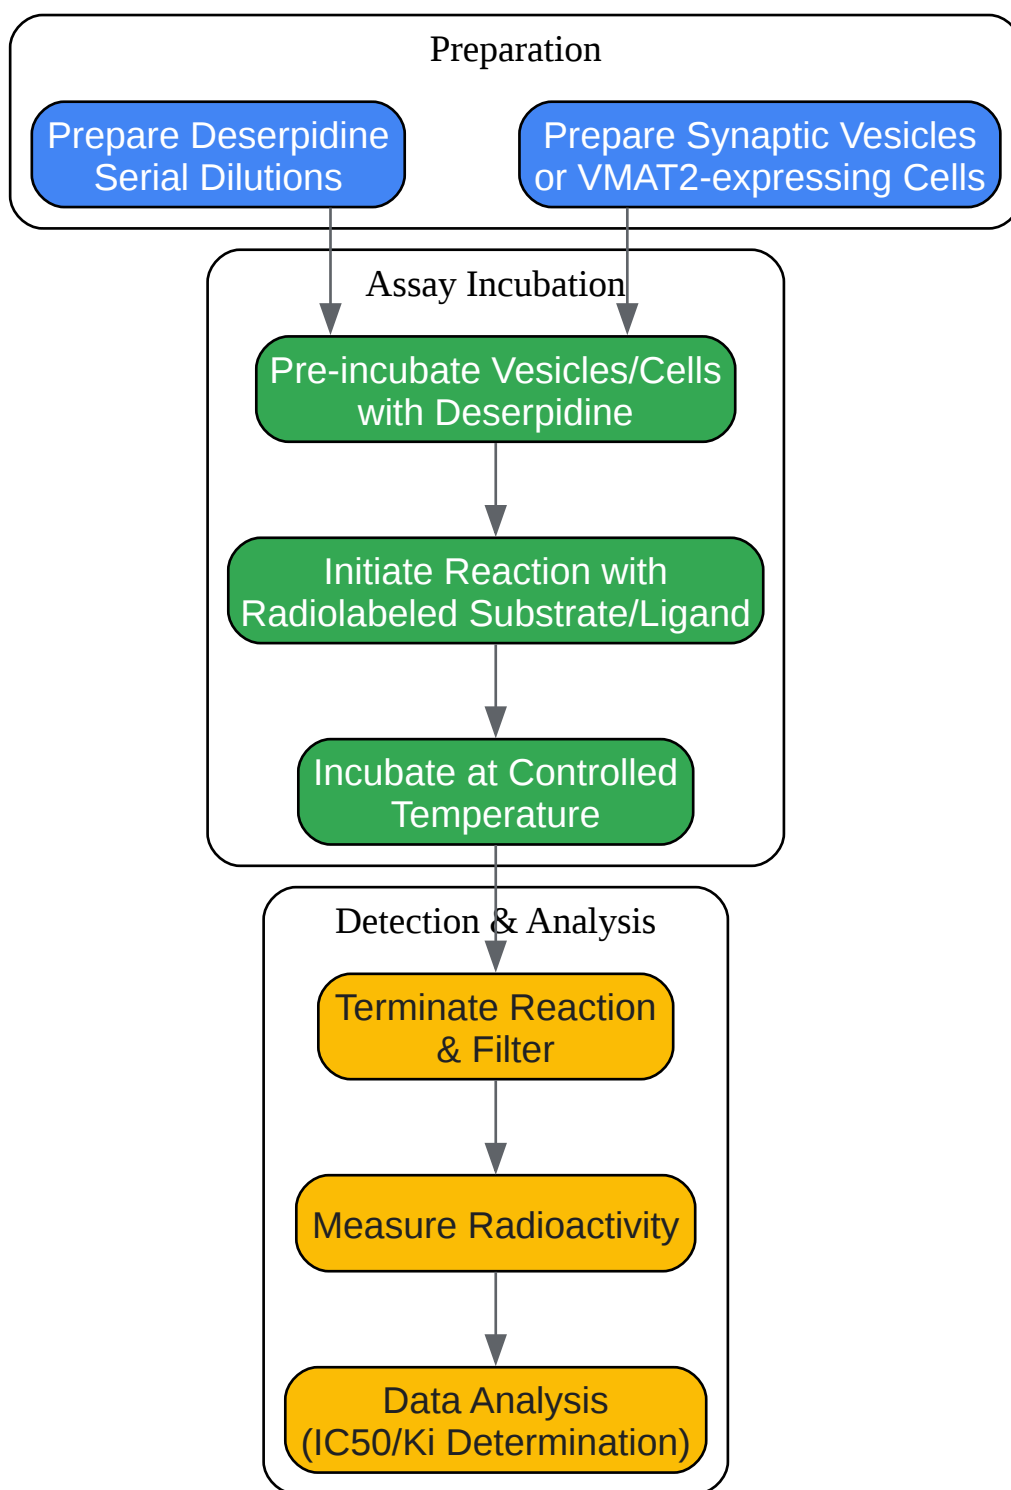 Preparation
Prepare Deserpidine
Serial Dilutions
Prepare Synaptic Vesicles
or VMAT2-expressing Cells
Assay Incubation
Pre-incubate Vesicles/Cells
with Deserpidine
Initiate Reaction with
Radiolabeled Substrate/Ligand
Incubate at Controlled
Temperature
Detection & Analysis
Terminate Reaction
& Filter
Measure Radioactivity
Data Analysis
(IC50/Ki Determination)